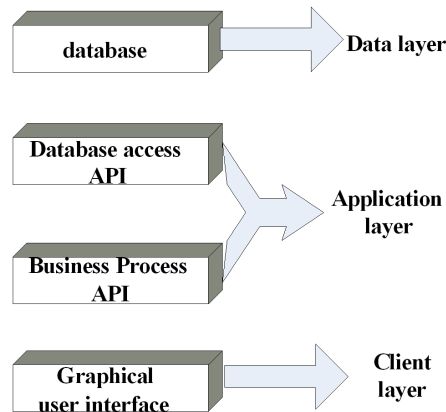 database
Data layer
Database access
API
Application
layer
Business Process
API
Graphical
user interface
Client
layer